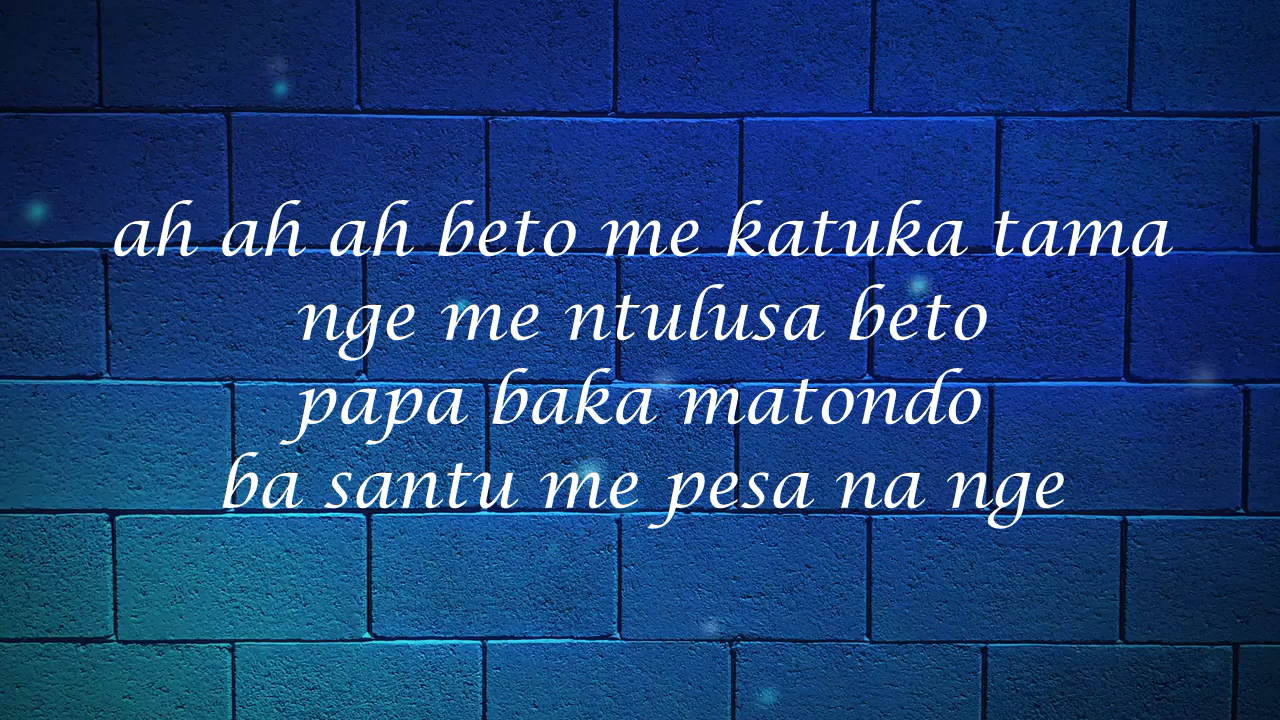 ah ah ah beto me katuka tama
nge me ntulusa beto
papa baka matondo
ba santu me pesa na nge